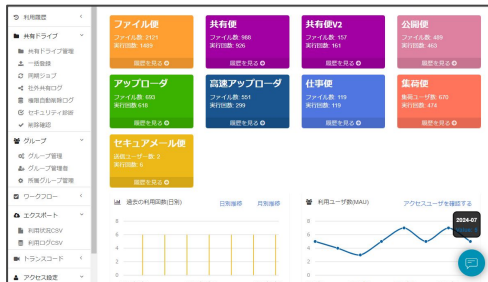 利用履歴
共有ドライブ
共有ドライブ管理
一括登録
同期ジョブ
社外共有ログ
権限自動削除ログ
セキュリティ診断
削除確認
グループ
グループ管理
グループ管理者
所属グループ管理
ワークフロー
エクスポート
利用状況CSV
利用ログCSV
トランスコード
アクセス設定
ファイル便
ファイル数: 2121
実行回数: 1469
履歴を見る
共有便
ファイル数: 988
実行回数: 926
履歴を見る
共有便V2
ファイル数: 157
実行回数: 161
履歴を見る
公開便
ファイル数: 489
実行回数: 463
履歴を見る
アップローダ
ファイル数: 680
実行回数: 618
履歴を見る
高速アップローダ
ファイル数: 551
実行回数: 299
履歴を見る
仕事便
ファイル数: 119
実行回数: 119
履歴を見る
集荷便
集荷ユーザ数: 670
実行回数: 474
履歴を見る
セキュアメール便
送信ユーザー数: 2
実行回数: 6
履歴を見る
過去の利用回数(日別)
日別推移
月別推移
8
6
4
2
0
利用ユーザ数(MAU)
アクセスユーザを確認する
8
6
4
2
0
2024-07